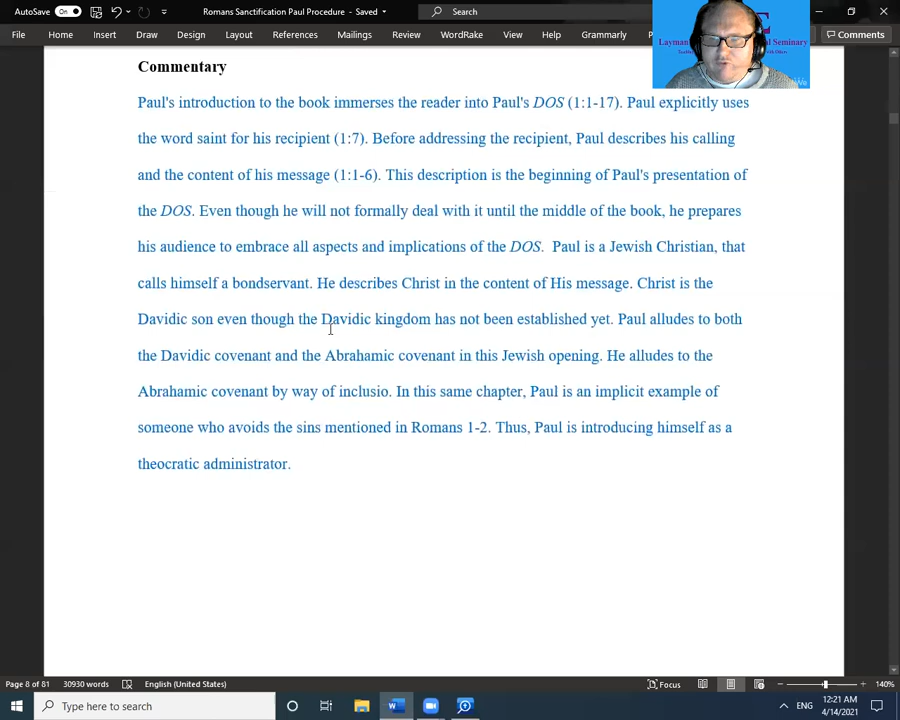 AutoSave On Romans Sanctification Paul Procedure - Saved Search
File Home Insert Draw Design Layout References Mailings Review WordRake View Help Grammarly Comments
Layman Seminary
Commentary
Paul's introduction to the book immerses the reader into Paul's DOS (1:1-17). Paul explicitly uses
the word saint for his recipient (1:7). Before addressing the recipient, Paul describes his calling
and the content of his message (1:1-6). This description is the beginning of Paul's presentation of
the DOS. Even though he will not formally deal with it until the middle of the book, he prepares
his audience to embrace all aspects and implications of the DOS.  Paul is a Jewish Christian, that
calls himself a bondservant. He describes Christ in the content of His message. Christ is the
Davidic son even though the Davidic kingdom has not been established yet. Paul alludes to both
the Davidic covenant and the Abrahamic covenant in this Jewish opening. He alludes to the
Abrahamic covenant by way of inclusio. In this same chapter, Paul is an implicit example of
someone who avoids the sins mentioned in Romans 1-2. Thus, Paul is introducing himself as a
theocratic administrator.
Page 8 of 81 30930 words English (United States) Focus 140%
Type here to search ENG 12:21 AM
4/14/2021